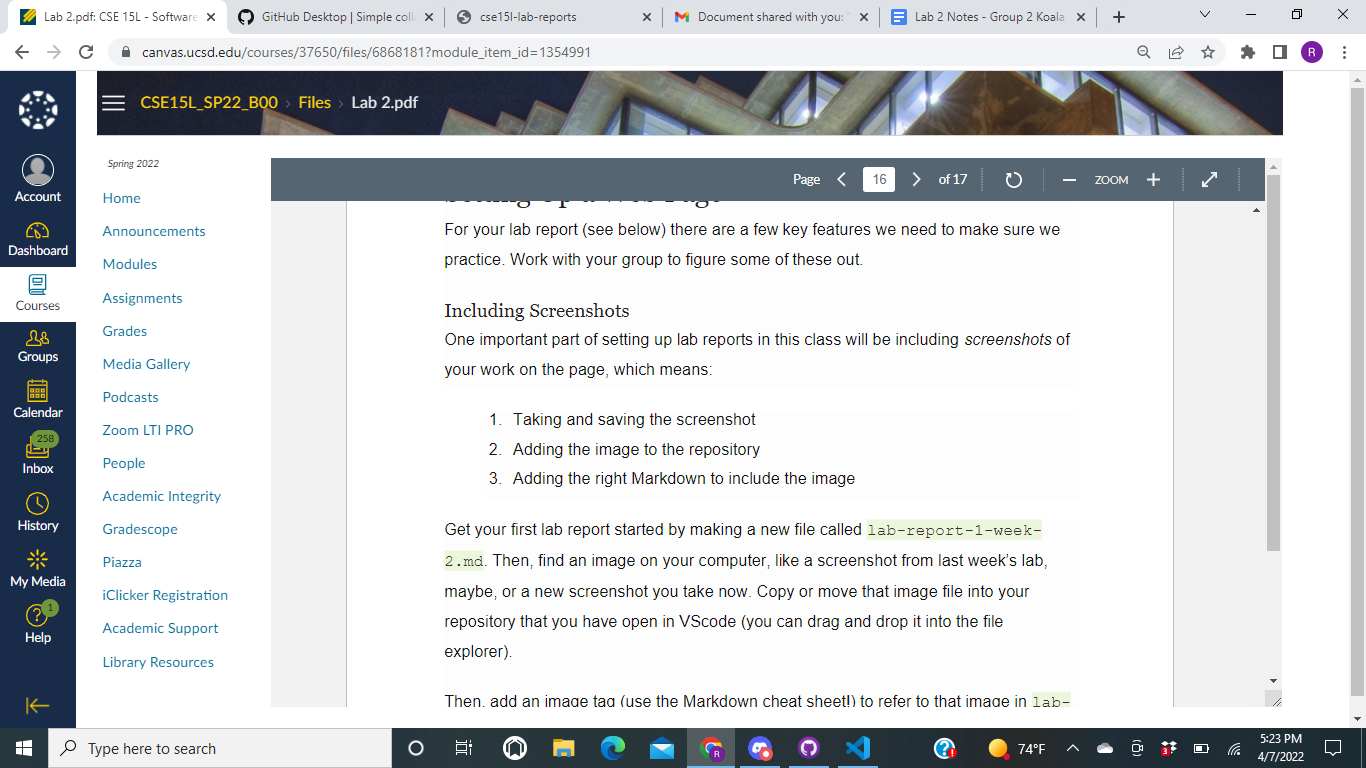 Lab 2.pdf: CSE 15L - Software
GitHub Desktop | Simple coll
cse15l-lab-reports
Document shared with you: "
Lab 2 Notes - Group 2 Koala
canvas.ucsd.edu/courses/37650/files/6868181?module_item_id=1354991
R
CSE15L_SP22_B00 › Files › Lab 2.pdf
Account
Dashboard
Courses
Groups
Calendar
258
Inbox
History
My Media
1
Help
Spring 2022
Home
Announcements
Modules
Assignments
Grades
Media Gallery
Podcasts
Zoom LTI PRO
People
Academic Integrity
Gradescope
Piazza
iClicker Registration
Academic Support
Library Resources
Page 16 of 17 ZOOM
Setting Up a Web Page
For your lab report (see below) there are a few key features we need to make sure we
practice. Work with your group to figure some of these out.
Including Screenshots
One important part of setting up lab reports in this class will be including screenshots of
your work on the page, which means:
1. Taking and saving the screenshot
2. Adding the image to the repository
3. Adding the right Markdown to include the image
Get your first lab report started by making a new file called lab-report-1-week-
2.md. Then, find an image on your computer, like a screenshot from last week's lab,
maybe, or a new screenshot you take now. Copy or move that image file into your
repository that you have open in VScode (you can drag and drop it into the file
explorer).
Then, add an image tag (use the Markdown cheat sheet!) to refer to that image in lab-
Type here to search
R
3
74°F
5:23 PM
4/7/2022